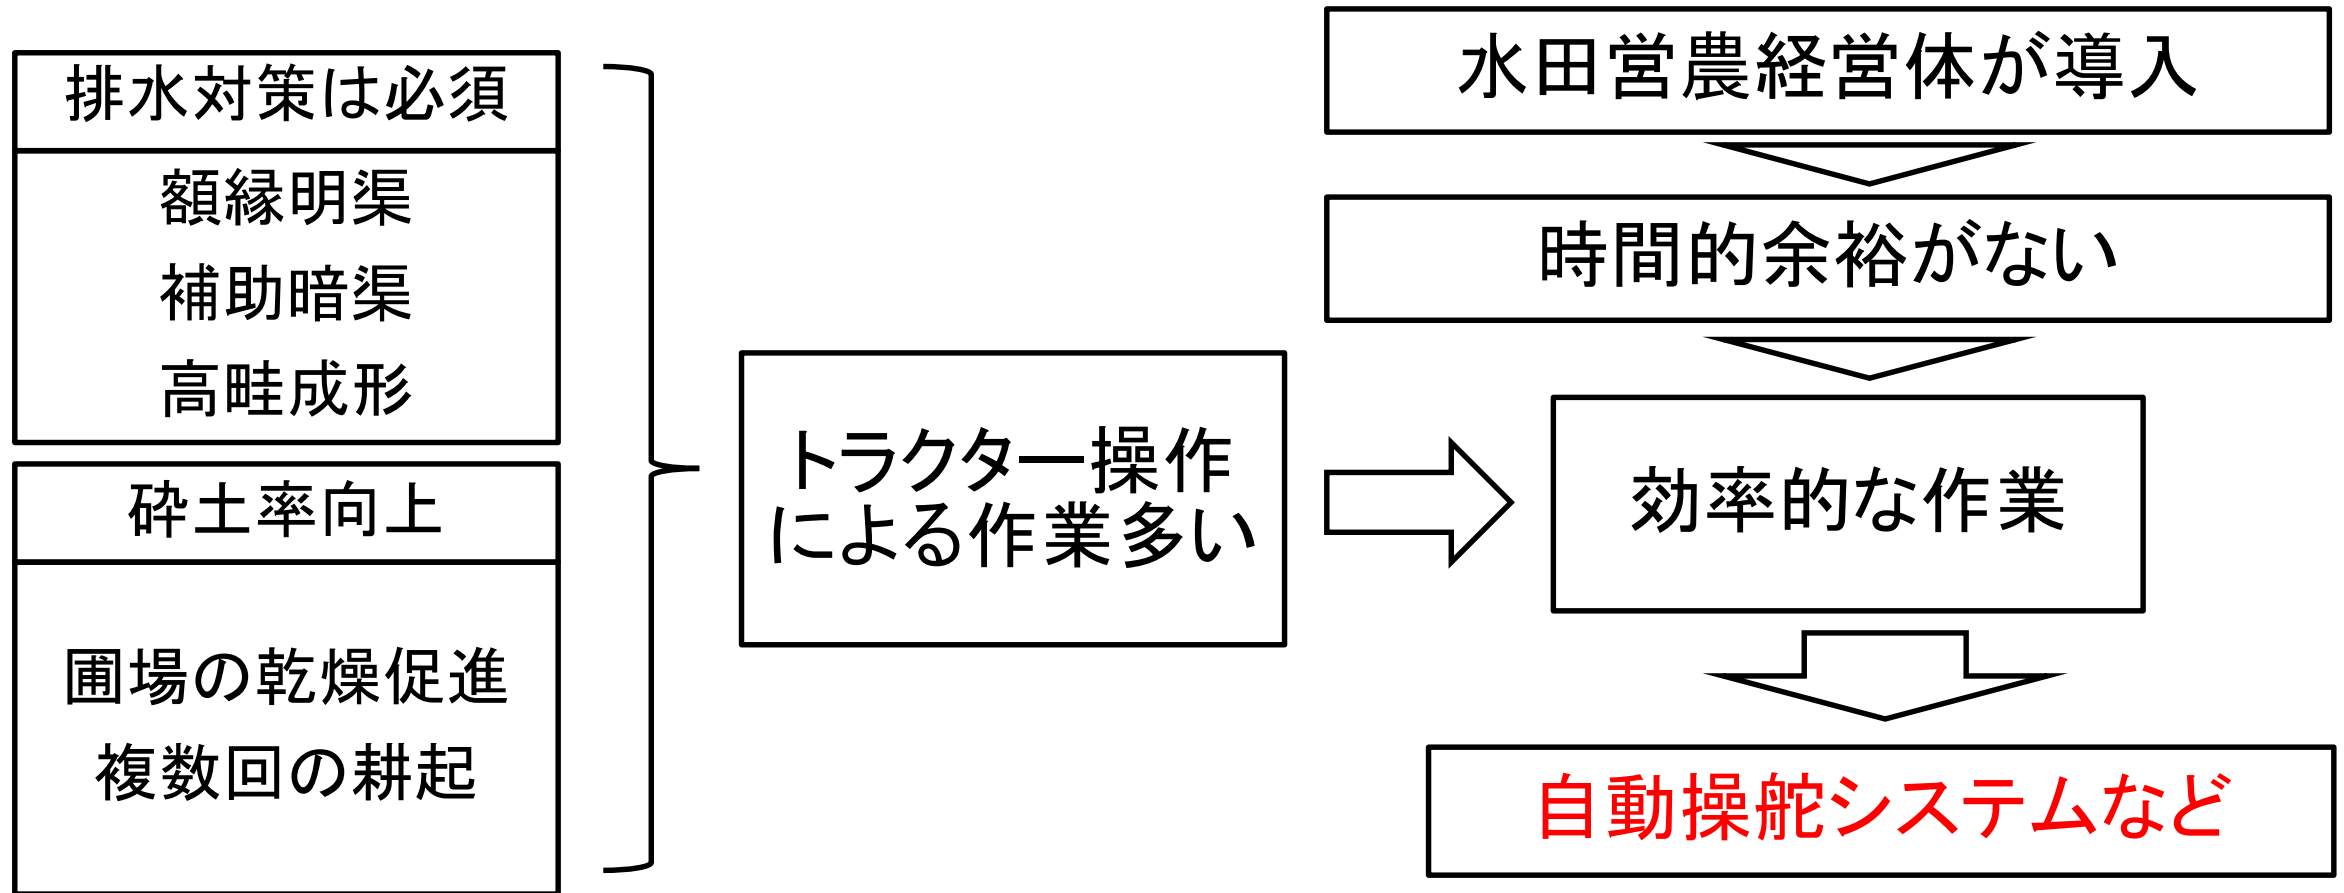 排水対策は必須
額縁明渠
補助暗渠
高畦成形
砕土率向上
圃場の乾燥促進
複数回の耕起
トラクター操作
による作業多い
水田営農経営体が導入
時間的余裕がない
効率的な作業
自動操舵システムなど